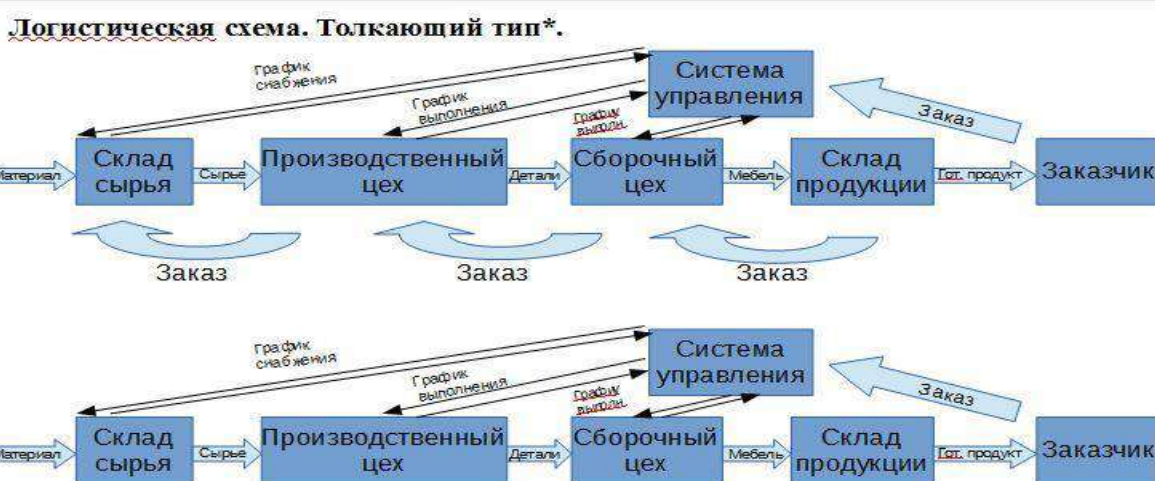 Логистическая схема. Толкающий тип*.
График
снабжения
График
выполнения
График
выполн.
Система
управления
Заказ
Материал
Склад
сырья
Сырье
Производственный
цех
Детали
Сборочный
цех
Мебель
Склад
продукции
Гот. продукт
Заказчик
Заказ
Заказ
Заказ
График
снабжения
График
выполнения
График
выполн.
Система
управления
Заказ
Материал
Склад
сырья
Сырье
Производственный
цех
Детали
Сборочный
цех
Мебель
Склад
продукции
Гот. продукт
Заказчик